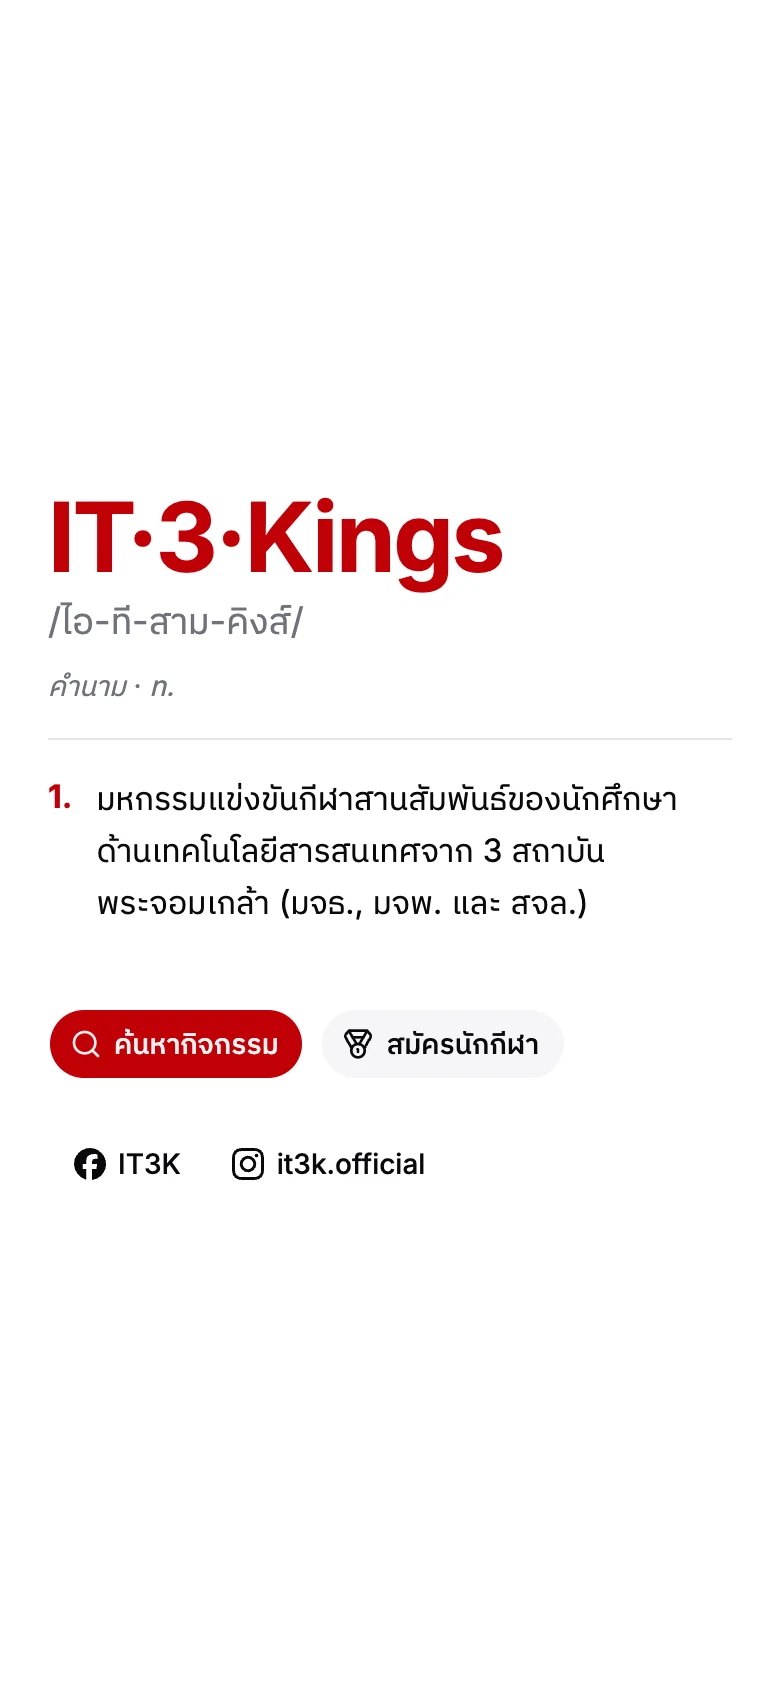 IT·3·Kings
/ไอ-ที-สาม-คิงส์/
คำนาม · ท.
1. มหกรรมแข่งขันกีฬาสานสัมพันธ์ของนักศึกษา
ด้านเทคโนโลยีสารสนเทศจาก 3 สถาบัน
พระจอมเกล้า (มจธ., มจพ. และ สจล.)
ค้นหากิจกรรม
สมัครนักกีฬา
IT3K
it3k.official